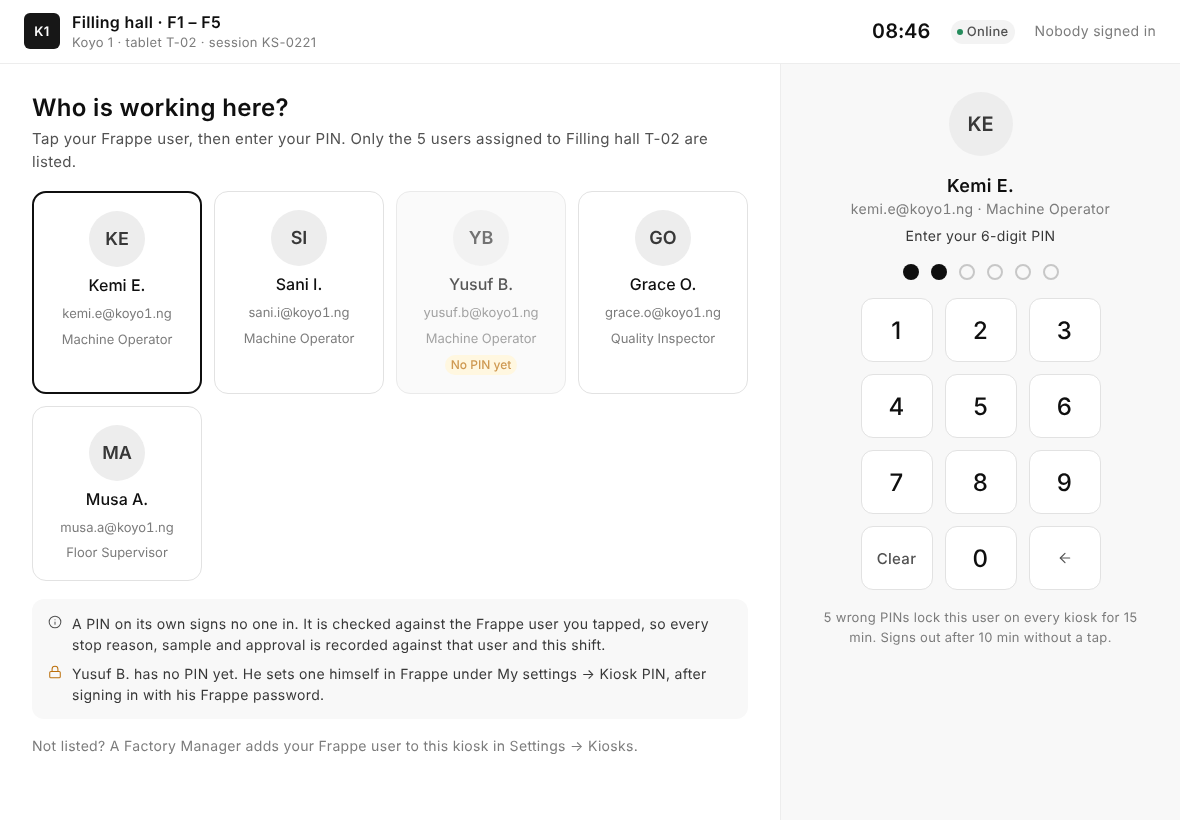 K1
Filling hall · F1 – F5
Koyo 1 · tablet T-02 · session KS-0221
08:46
Online
Nobody signed in
Who is working here?
Tap your Frappe user, then enter your PIN. Only the 5 users assigned to Filling hall T-02 are
listed.
KE
Kemi E.
kemi.e@koyo1.ng
Machine Operator
SI
Sani I.
sani.i@koyo1.ng
Machine Operator
YB
Yusuf B.
yusuf.b@koyo1.ng
Machine Operator
No PIN yet
GO
Grace O.
grace.o@koyo1.ng
Quality Inspector
MA
Musa A.
musa.a@koyo1.ng
Floor Supervisor
A PIN on its own signs no one in. It is checked against the Frappe user you tapped, so every
stop reason, sample and approval is recorded against that user and this shift.
Yusuf B. has no PIN yet. He sets one himself in Frappe under My settings → Kiosk PIN, after
signing in with his Frappe password.
Not listed? A Factory Manager adds your Frappe user to this kiosk in Settings → Kiosks.
KE
Kemi E.
kemi.e@koyo1.ng · Machine Operator
Enter your 6-digit PIN
1 2 3
4 5 6
7 8 9
Clear 0 ←
5 wrong PINs lock this user on every kiosk for 15
min. Signs out after 10 min without a tap.